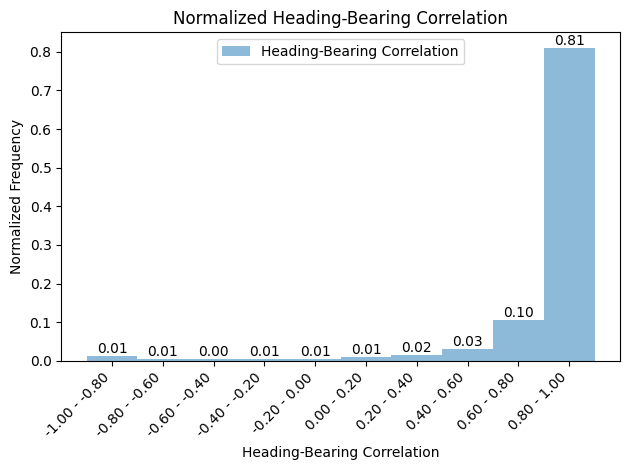 Normalized Heading-Bearing Correlation
Heading-Bearing Correlation
Normalized Frequency
0.8
0.7
0.6
0.5
0.4
0.3
0.2
0.1
0.0
0.01
0.01
0.00
0.01
0.01
0.01
0.02
0.03
0.10
0.81
-1.00 - -0.80
-0.80 - -0.60
-0.60 - -0.40
-0.40 - -0.20
-0.20 - 0.00
0.00 - 0.20
0.20 - 0.40
0.40 - 0.60
0.60 - 0.80
0.80 - 1.00
Heading-Bearing Correlation